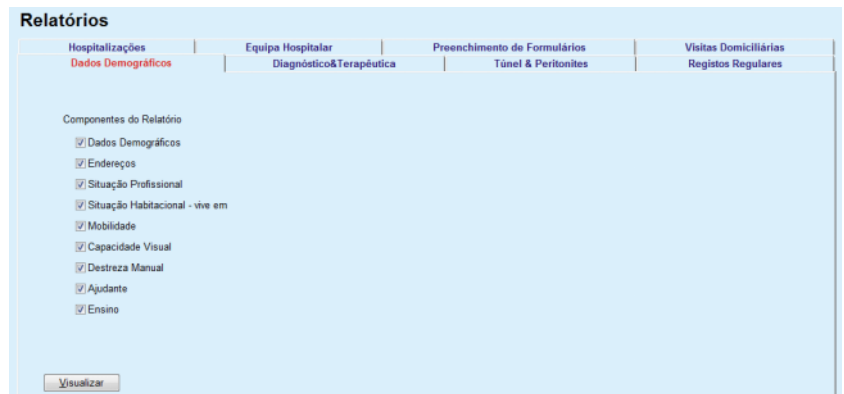 Relatórios
Hospitalizações Equipa Hospitalar Preenchimento de Formulários Visitas Domiciliárias
Dados Demográficos Diagnóstico&Terapêutica Túnel & Peritonites Registos Regulares
Componentes do Relatório
Dados Demográficos
Endereços
Situação Profissional
Situação Habitacional - vive em
Mobilidade
Capacidade Visual
Destreza Manual
Ajudante
Ensino
Visualizar